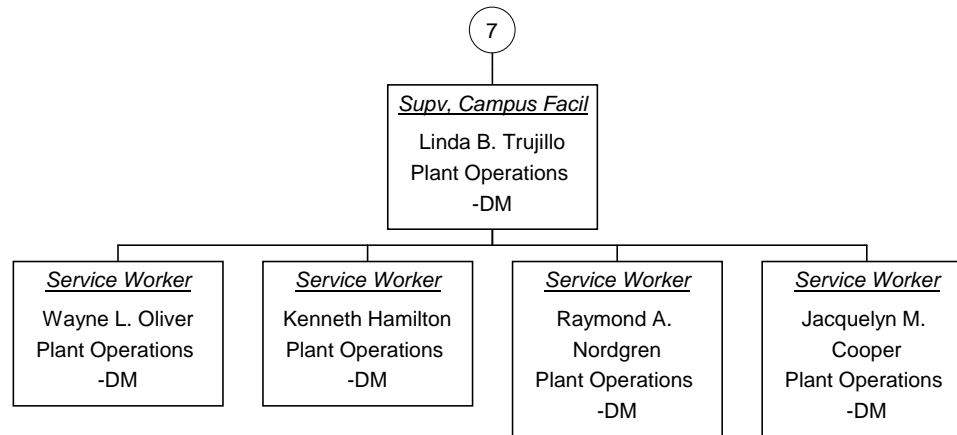 7
Supv, Campus Facil
Linda B. Trujillo
Plant Operations
-DM
Service Worker
Wayne L. Oliver
Plant Operations
-DM
Service Worker
Kenneth Hamilton
Plant Operations
-DM
Service Worker
Raymond A.
Nordgren
Plant Operations
-DM
Service Worker
Jacquelyn M.
Cooper
Plant Operations
-DM